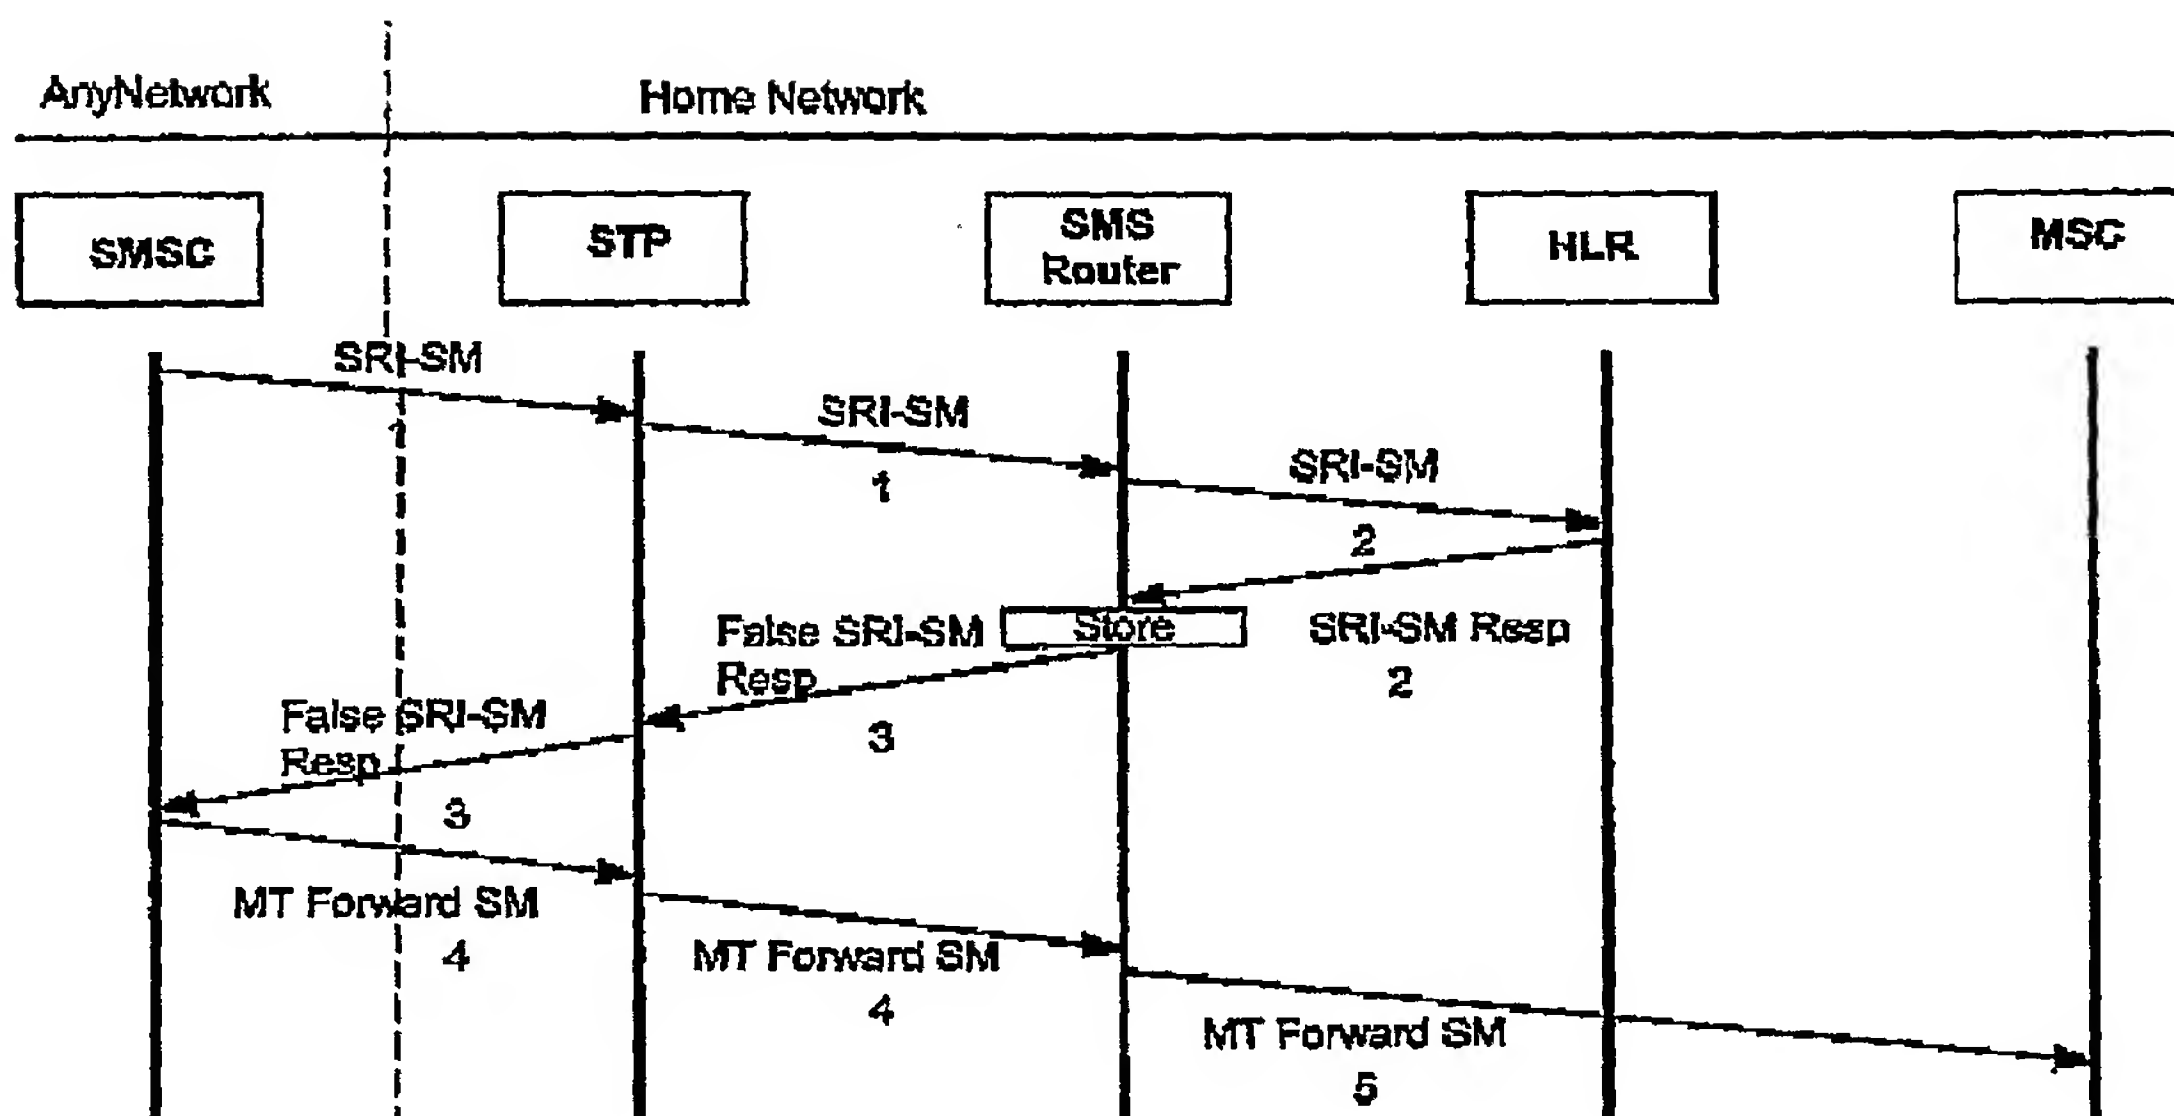 AnyNetwork
Home Network
SMSC
STP
SMS
Router
HLR
MSC
SRI-SM
1
SRI-SM
1
SRI-SM
2
Store
SRI-SM Resp
2
False SRI-SM
Resp
3
False SRI-SM
Resp
3
MT Forward SM
4
MT Forward SM
4
MT Forward SM
5